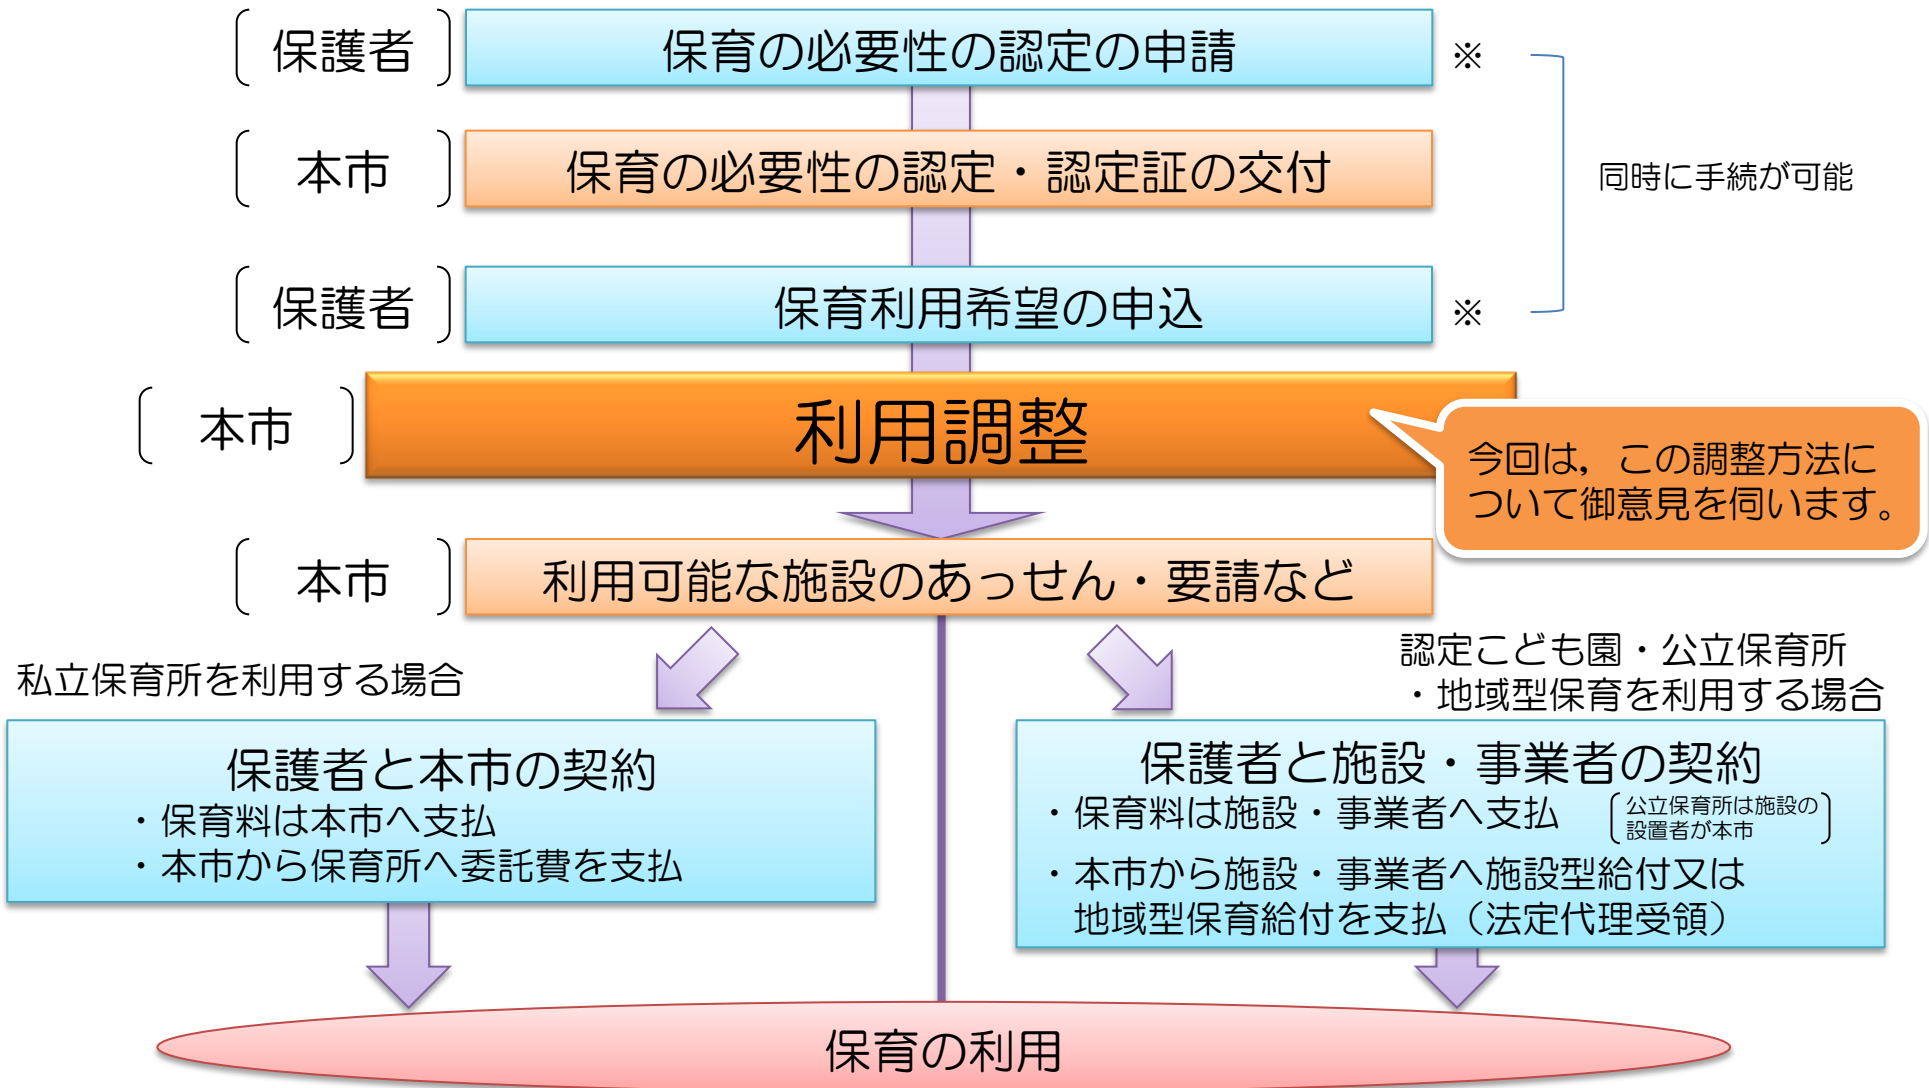 保護者
保育の必要性の認定の申請
※
本市
保育の必要性の認定・認定証の交付
同時に手続が可能
保護者
保育利用希望の申込
※
本市
利用調整
今回は，この調整方法に
ついて御意見を伺います。
本市
利用可能な施設のあっせん・要請など
私立保育所を利用する場合
保護者と本市の契約
・保育料は本市へ支払
・本市から保育所へ委託費を支払
認定こども園・公立保育所
・地域型保育を利用する場合
保護者と施設・事業者の契約
・保育料は施設・事業者へ支払
公立保育所は施設の
設置者が本市
・本市から施設・事業者へ施設型給付又は
地域型保育給付を支払（法定代理受領）
保育の利用